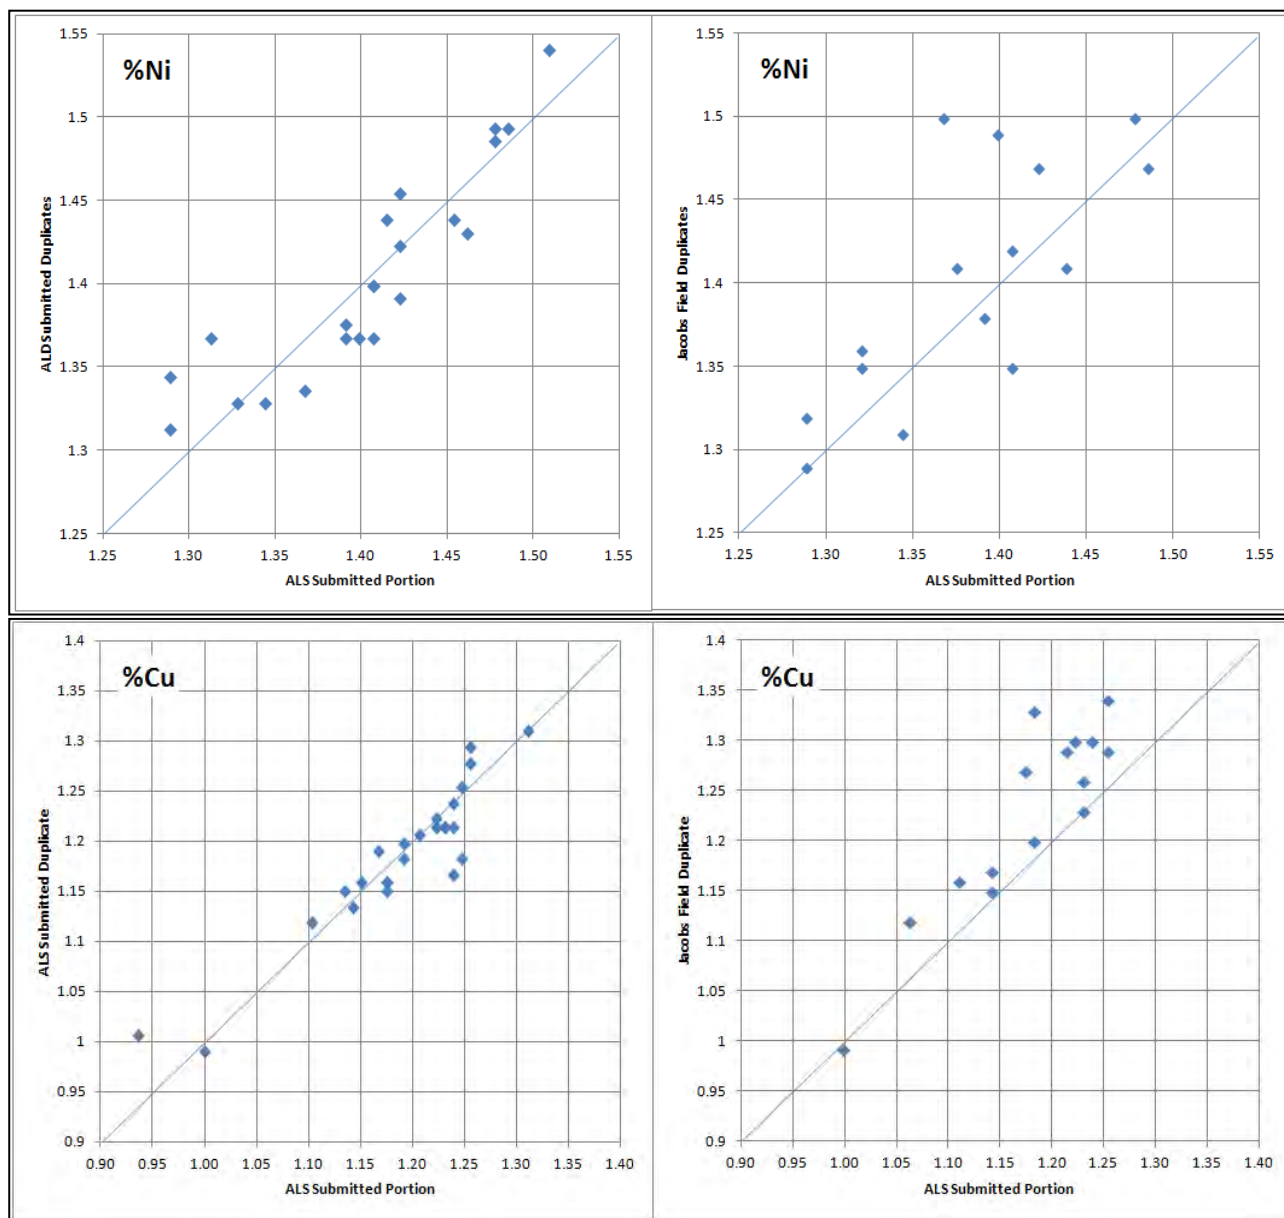 %Ni
ALD Submitted Duplicates
1.55
1.5
1.45
1.4
1.35
1.3
1.25
1.25 1.30 1.35 1.40 1.45 1.50 1.55
ALS Submitted Portion
%Ni
Jacobs Field Duplicates
1.55
1.5
1.45
1.4
1.35
1.3
1.25
1.25 1.30 1.35 1.40 1.45 1.50 1.55
ALS Submitted Portion
%Cu
ALS Submitted Duplicate
1.4
1.35
1.3
1.25
1.2
1.15
1.1
1.05
1
0.95
0.9
0.90 0.95 1.00 1.05 1.10 1.15 1.20 1.25 1.30 1.35 1.40
ALS Submitted Portion
%Cu
Jacobs Field Duplicate
1.4
1.35
1.3
1.25
1.2
1.15
1.1
1.05
1
0.95
0.9
0.90 0.95 1.00 1.05 1.10 1.15 1.20 1.25 1.30 1.35 1.40
ALS Submitted Portion